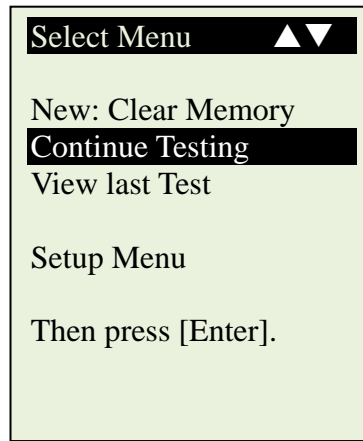 Select Menu ▲▼
New: Clear Memory
Continue Testing
View last Test
Setup Menu
Then press [Enter].